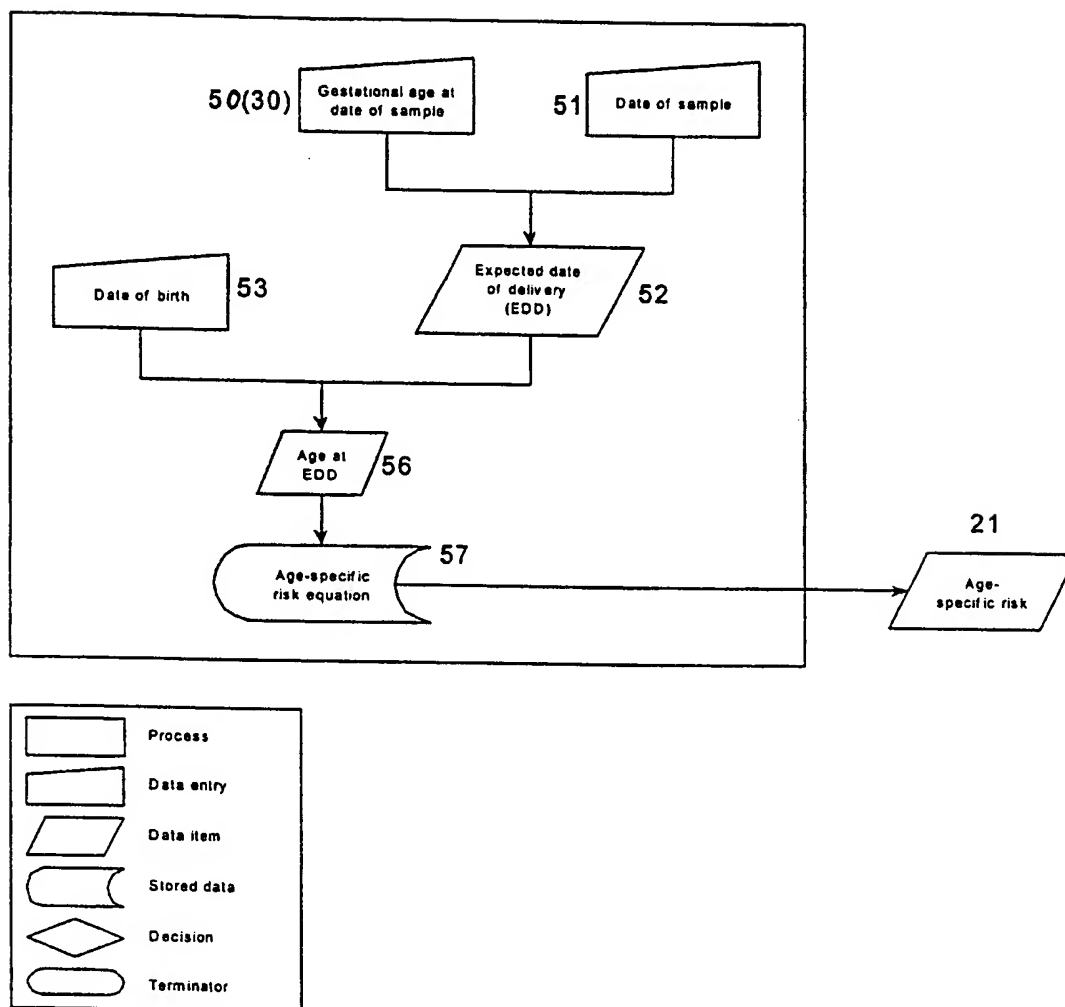 50(30)
Gestational age at
date of sample
51
Date of sample
Date of birth
53
Expected date
of delivery
(EDD)
52
Age at
EDD
56
Age-specific
risk equation
57
21
Age-
specific risk
Process
Data entry
Data item
Stored data
Decision
Terminator